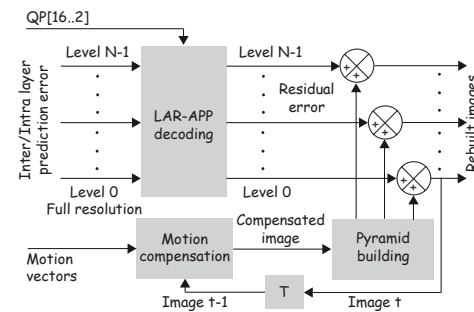 QP[16..2]
Level N-1
Level N-1
Inter/Intra layer
prediction error
LAR-APP
decoding
Residual
error
Rebuilt images
Level 0
Full resolution
Level 0
Motion
vectors
Motion
compensation
Compensated
image
Pyramid
building
Image t-1
T
Image t